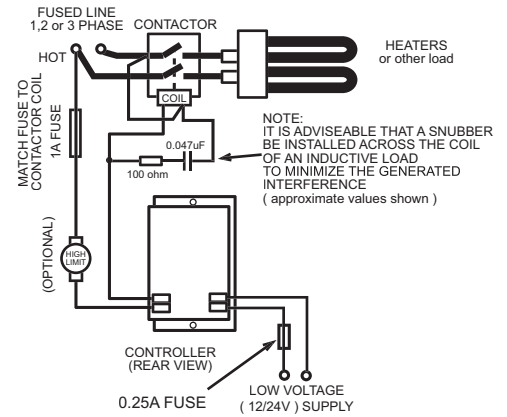 FUSED LINE
1,2 or 3 PHASE
CONTACTOR
HOT
HEATERS
or other load
COIL
MATCH FUSE TO
CONTACTOR COIL
1A FUSE
0.047uF
100 ohm
NOTE:
IT IS ADVISEABLE THAT A SNUBBER
BE INSTALLED ACROSS THE COIL
OF AN INDUCTIVE LOAD
TO MINIMIZE THE GENERATED
INTERFERENCE
( approximate values shown )
(OPTIONAL)
HIGH
LIMIT
CONTROLLER
(REAR VIEW)
0.25A FUSE
LOW VOLTAGE
( 12/24V ) SUPPLY